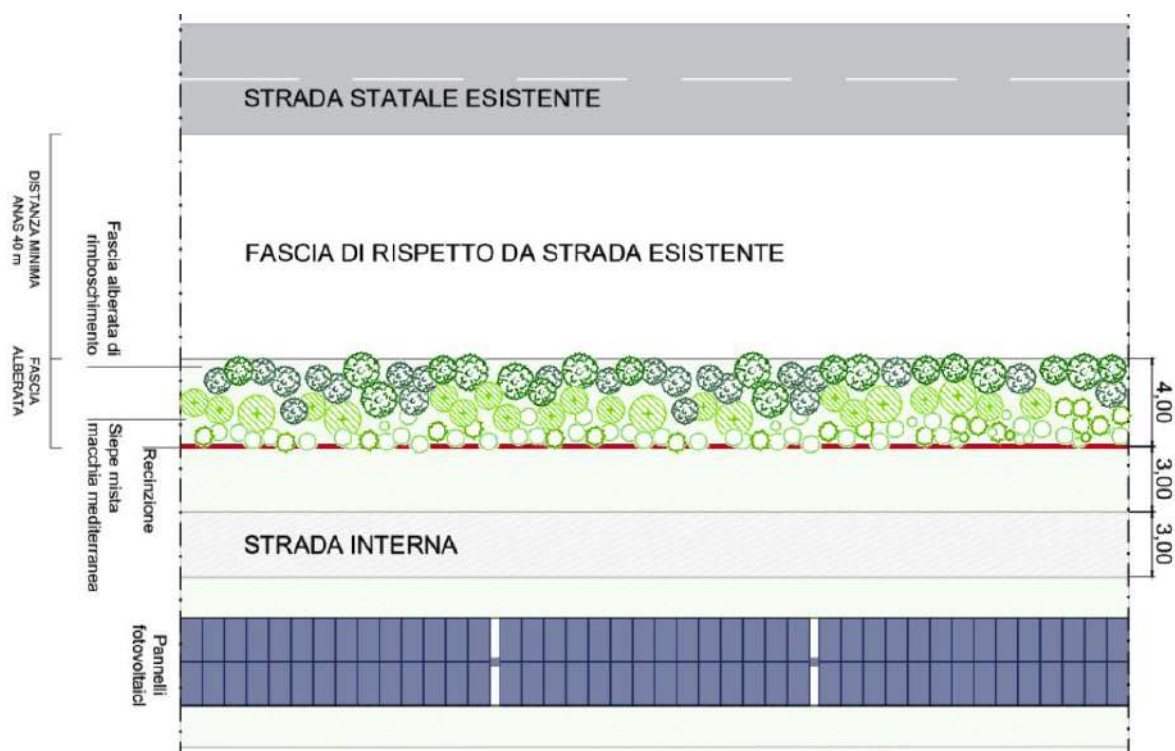 STRADA STATALE ESISTENTE
DISTANZA MINIMA
ANAS 40 m
Fascia alberata di
rimboschimento
FASCIA DI RISPETTO DA STRADA ESISTENTE
FASCIA
ALBERATA
4,00
Siepe mista
macchia mediterranea
Recinzione
3,00
STRADA INTERNA
3,00
Pannelli
fotovoltaici